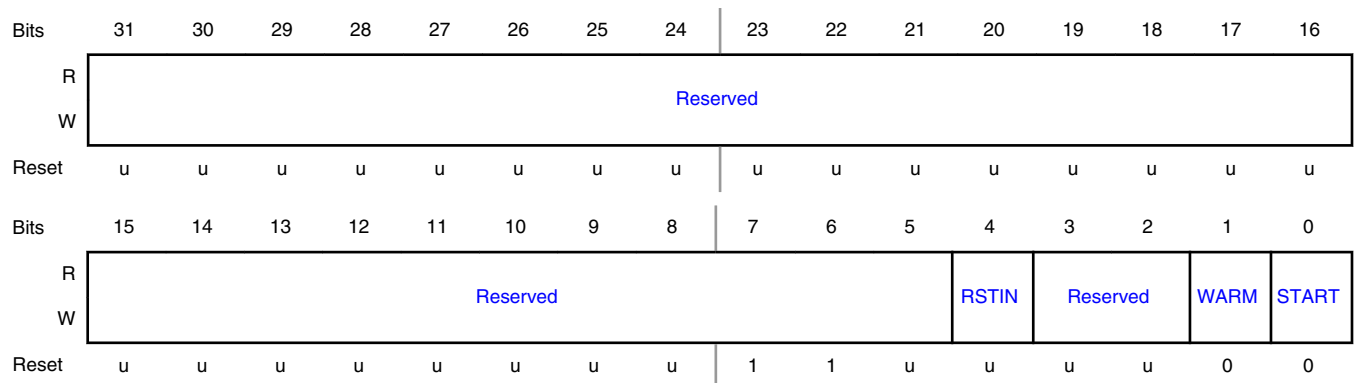 Bits 31 30 29 28 27 26 25 24 23 22 21 20 19 18 17 16
R
Reserved
W
Reset u u u u u u u u u u u u u u u u
Bits 15 14 13 12 11 10 9 8 7 6 5 4 3 2 1 0
R
Reserved RSTIN Reserved WARM START
W
Reset u u u u u u u u 1 1 u u u u 0 0